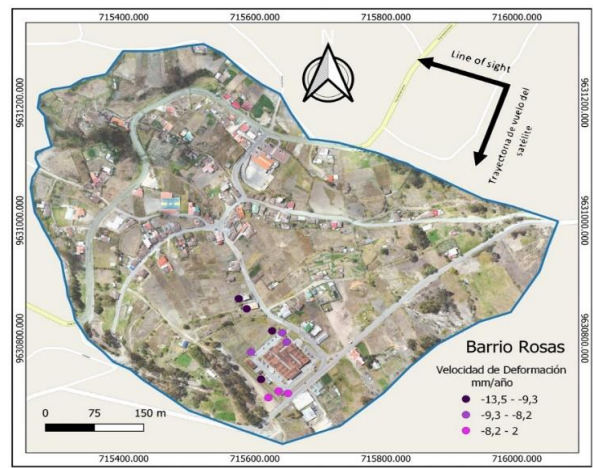 715400.000 715600.000 715800.000 716000.000
N
Line of sight
Trayectoria de vuelo del
satélite
9631200.000
9631000.000
9630800.000
9631200.000
9631000.000
9630800.000
Barrio Rosas
Velocidad de Deformación
mm/año
-13,5 - -9,3
-9,3 - -8,2
-8,2 - 2
0 75 150 m
715400.000 715600.000 715800.000 716000.000